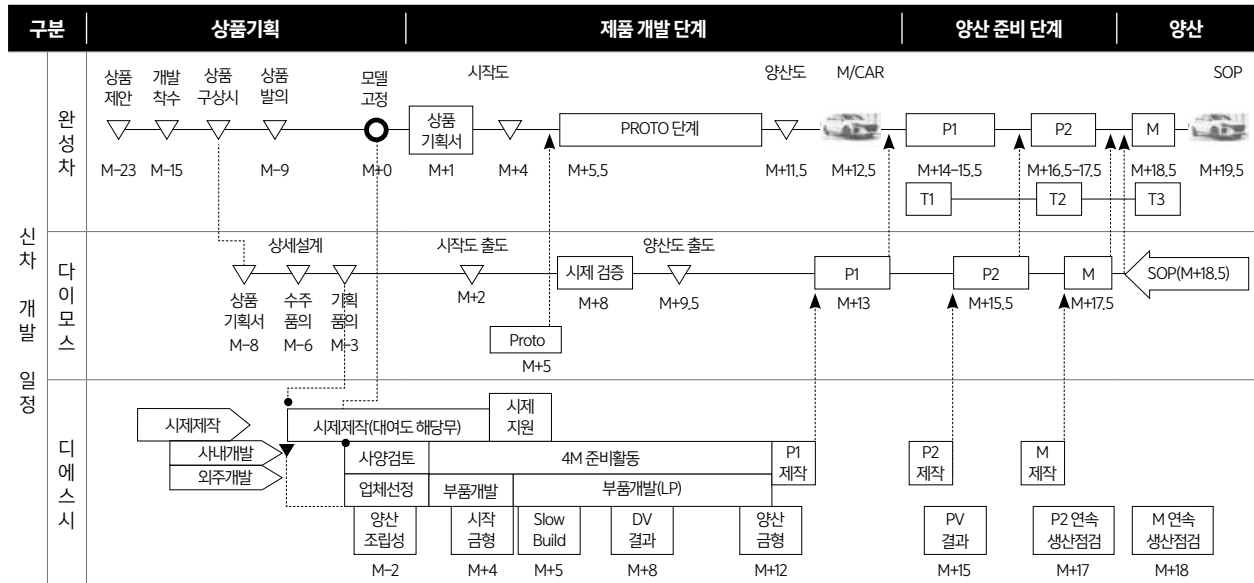 구분
상품기획
제품 개발 단계
양산 준비 단계
양산
신차 개발 일정
완성차
상품
제안
개발
착수
상품
구상시
상품
발의
모델
고정
시작도
양산도
M/CAR
SOP
상품
기획서
PROTO 단계
P1
P2
M
M-23
M-15
M-9
M+0
M+1
M+4
M+5.5
M+11.5
M+12.5
M+14-15.5
M+16.5-17.5
M+18.5
M+19.5
T1
T2
T3
다이모스
상세설계
시작도 출도
양산도 출도
시제 검증
P1
P2
M
SOP(M+18.5)
상품
기획서
M-8
수주
품의
M-6
기획
품의
M-3
M+2
M+8
M+9.5
M+13
M+15.5
M+17.5
Proto
M+5
디에스시
시제제작
사내개발
외주개발
시제제작(대여도 해당무)
시제
지원
사양검토
4M 준비활동
업체선정
부품개발
부품개발(LP)
P1
제작
P2
제작
M
제작
양산
조립성
시작
금형
Slow
Build
DV
결과
양산
금형
PV
결과
P2 연속
생산점검
M 연속
생산점검
M-2
M+4
M+5
M+8
M+12
M+15
M+17
M+18